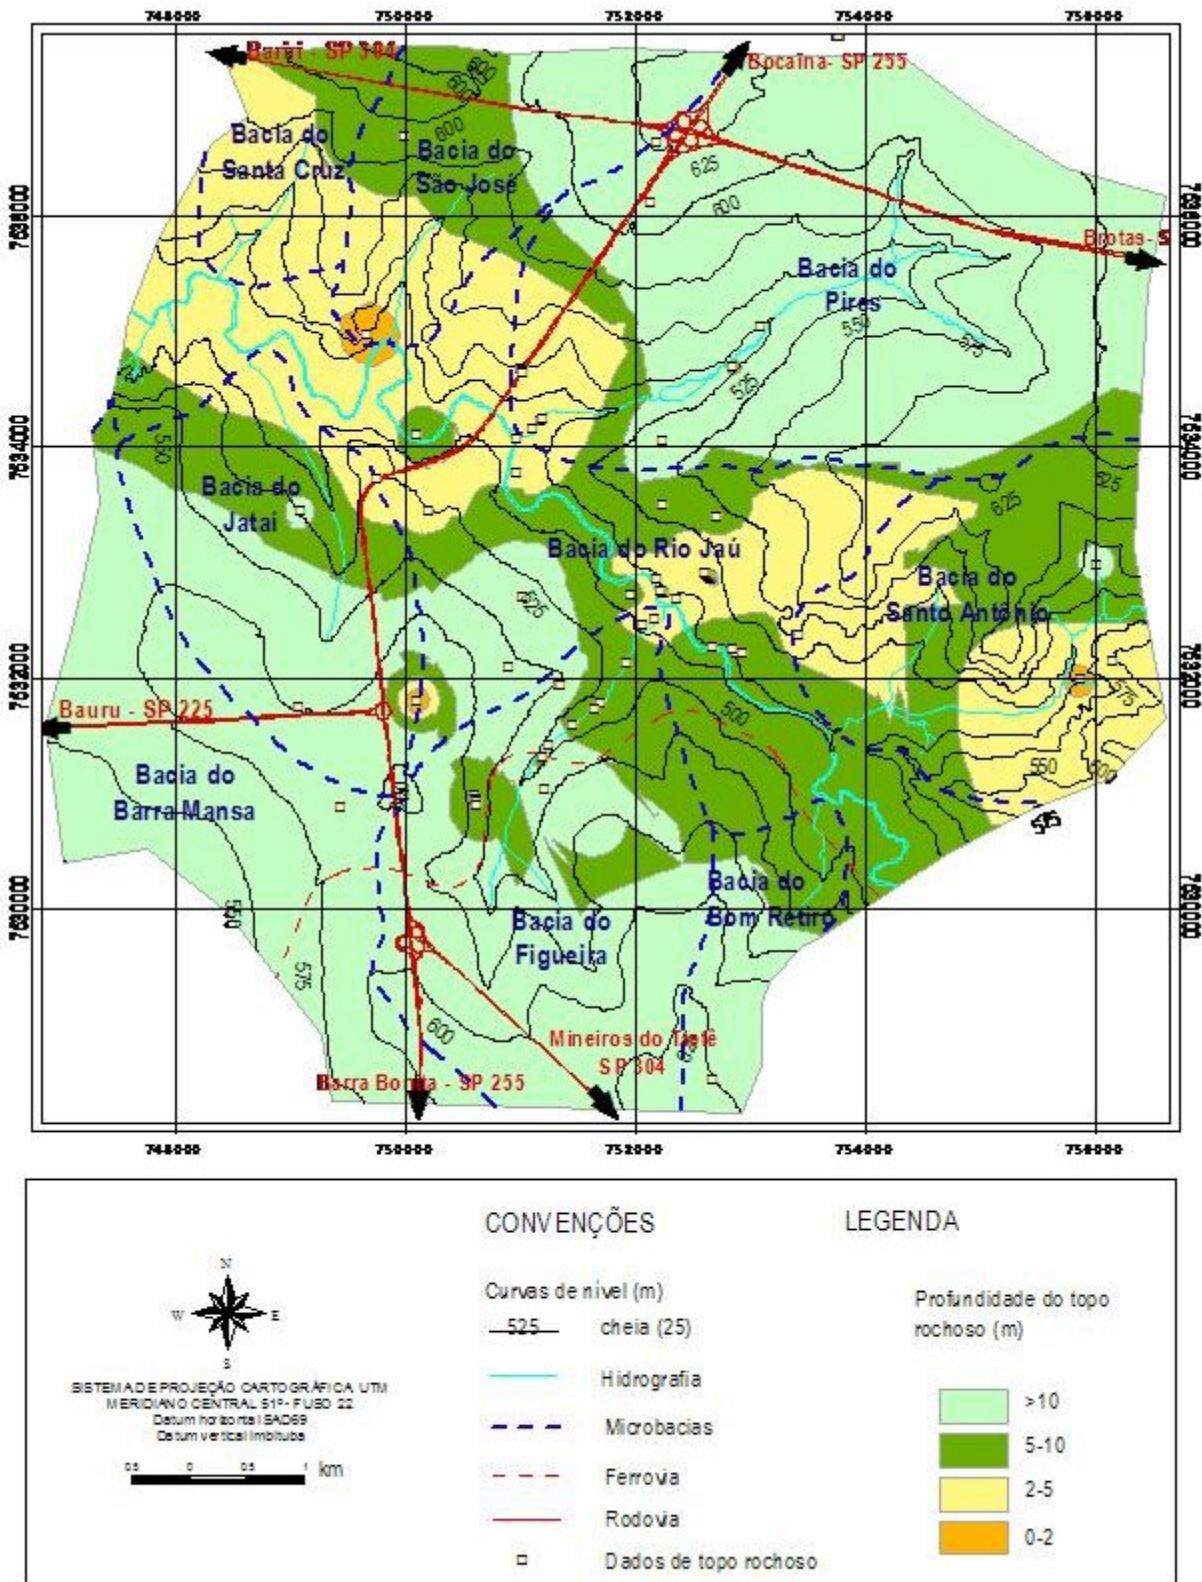 748000 750000 752000 754000
Bariri - SP 304
Bocaina- SP 255
600
Bacia do
Santa Cruz
Bacia do
São José
625
600
Brotas- S
Bacia do
Pires
550
575
525
550
Bacia do
Jataí
625
525
Bacia do Rio Jaú
Bacia do
Santo Antônio
525
575
Bauru - SP 225
500
550
Bacia do
Barra Mansa
575
Bacia do
Bom Retiro
550
Bacia do
Figueira
575
600
Mineiros do Tietê
SP 304
Barra Bonita - SP 255
748000 750000 752000 754000
CONVENÇÕES
LEGENDA
N
W E
S
Curvas de nível (m)
525 cheia (25)
Hidrografia
Microbacias
Ferrovia
Rodovia
Dados de topo rochoso
Profundidade do topo
rochoso (m)
>10
5-10
2-5
0-2
SISTEMA DE PROJEÇÃO CARTOGRÁFICA UTM
MERIDIANO CENTRAL 51º - FUSO 22
Datum horizontal SAD69
Datum vertical Imbituba
0.5 0 0.5 1 km